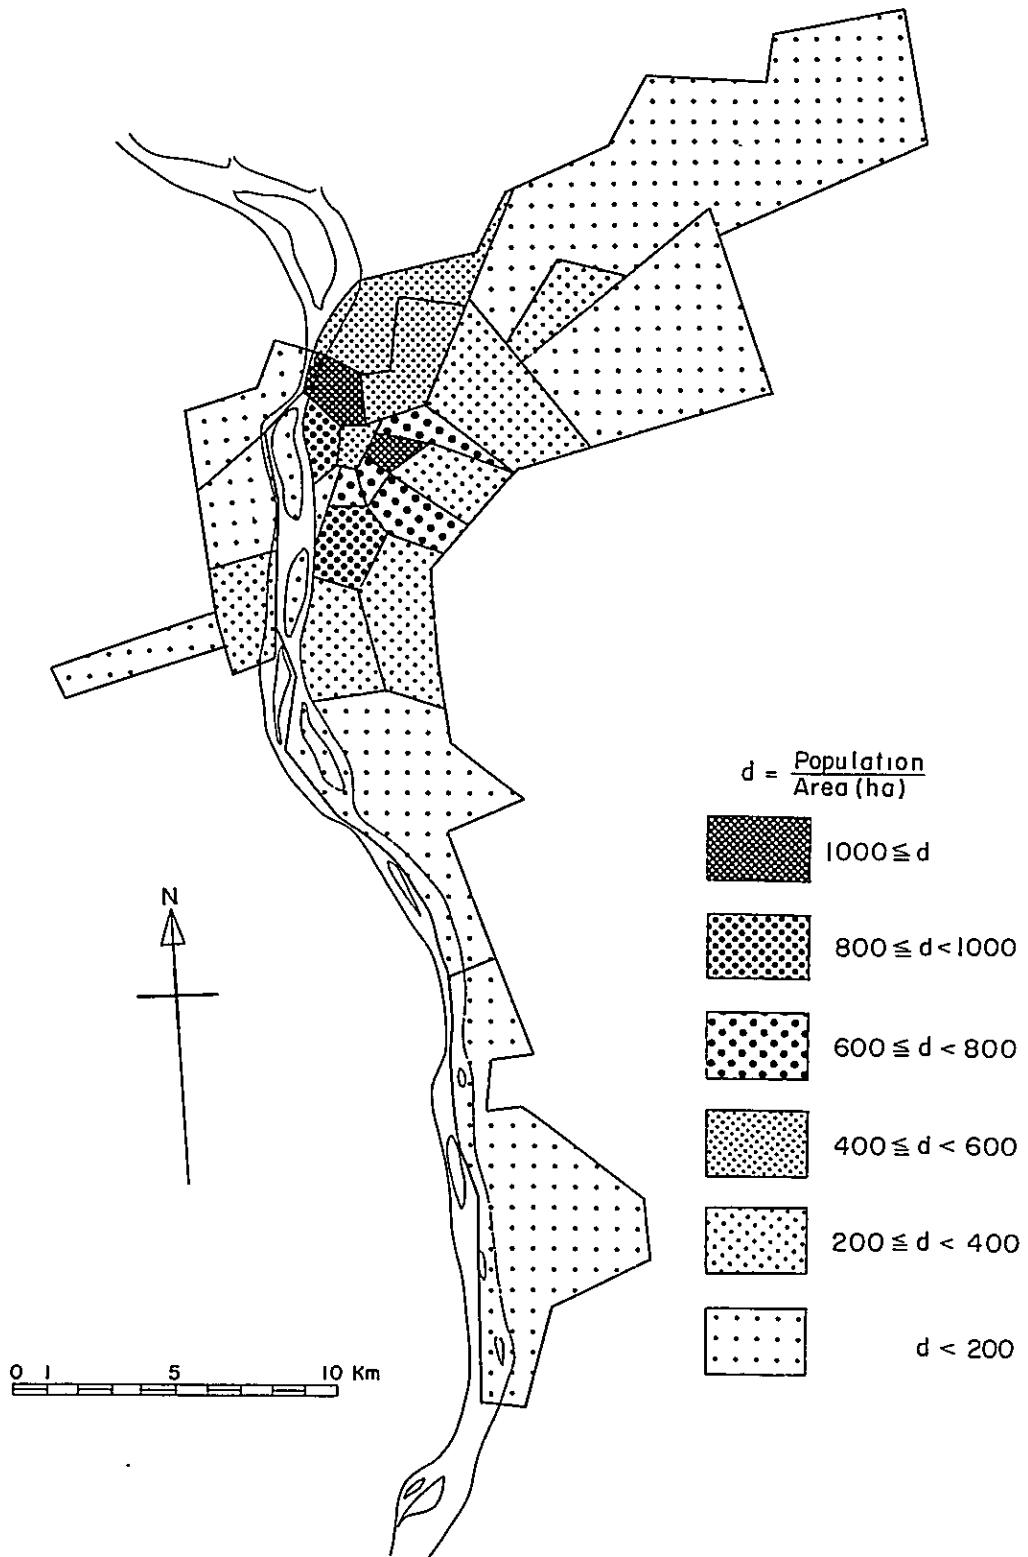 d = Population
Area (ha)
1000 ≦ d
800 ≦ d < 1000
N
600 ≦ d < 800
400 ≦ d < 600
200 ≦ d < 400
d < 200
0 1 5 10 Km